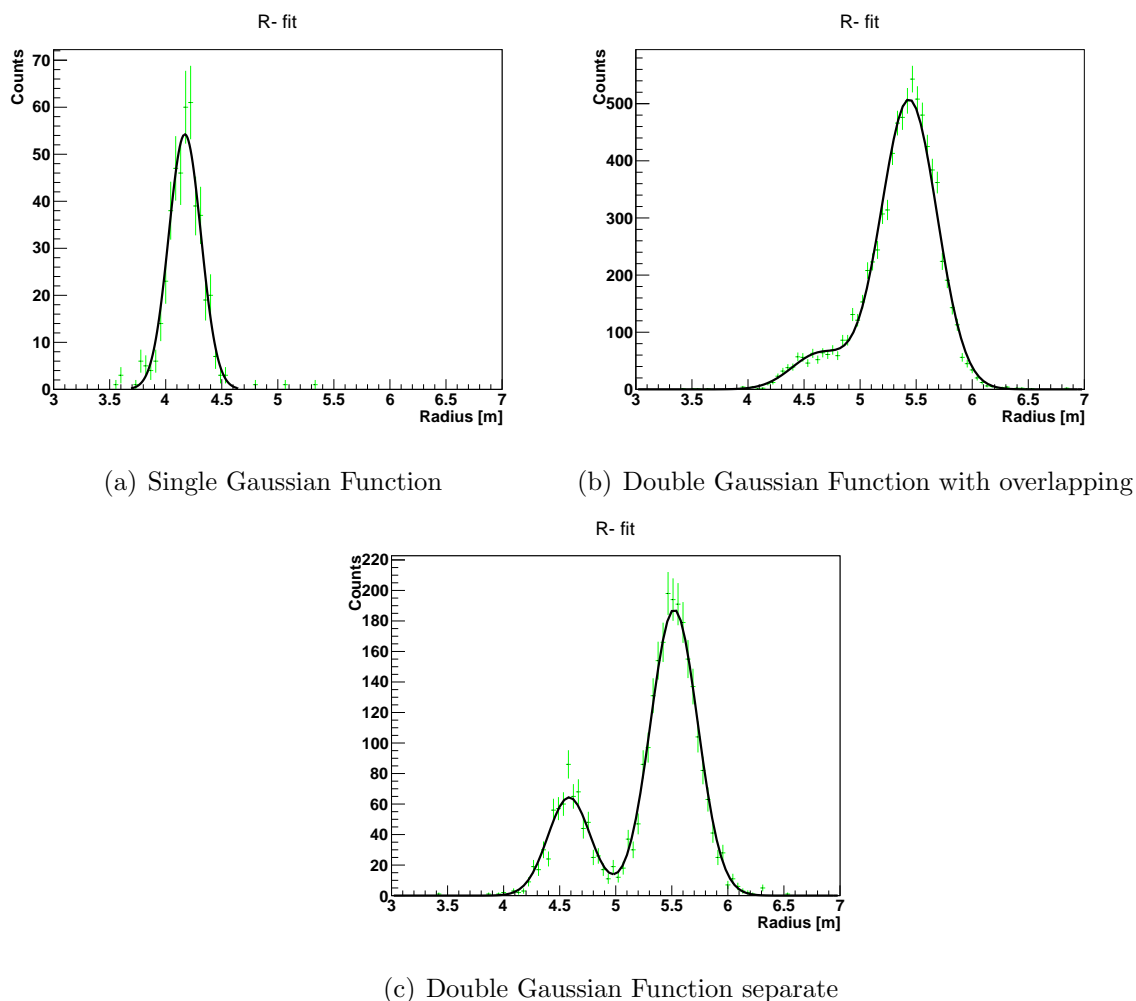 R- fit
Counts
70
60
50
40
30
20
10
0
3 3.5 4 4.5 5 5.5 6 6.5 7
Radius [m]
(a) Single Gaussian Function
R- fit
Counts
500
400
300
200
100
0
3 3.5 4 4.5 5 5.5 6 6.5 7
Radius [m]
(b) Double Gaussian Function with overlapping
R- fit
Counts
220
200
180
160
140
120
100
80
60
40
20
0
3 3.5 4 4.5 5 5.5 6 6.5 7
Radius [m]
(c) Double Gaussian Function separate